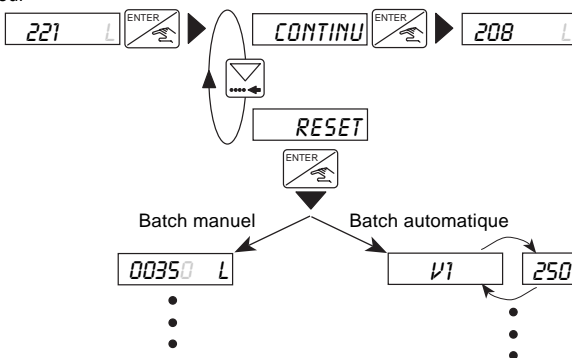 221 L ENTER CONTINU ENTER 208 L
RESET
ENTER
Batch manuel Batch automatique
00350 L V1 250